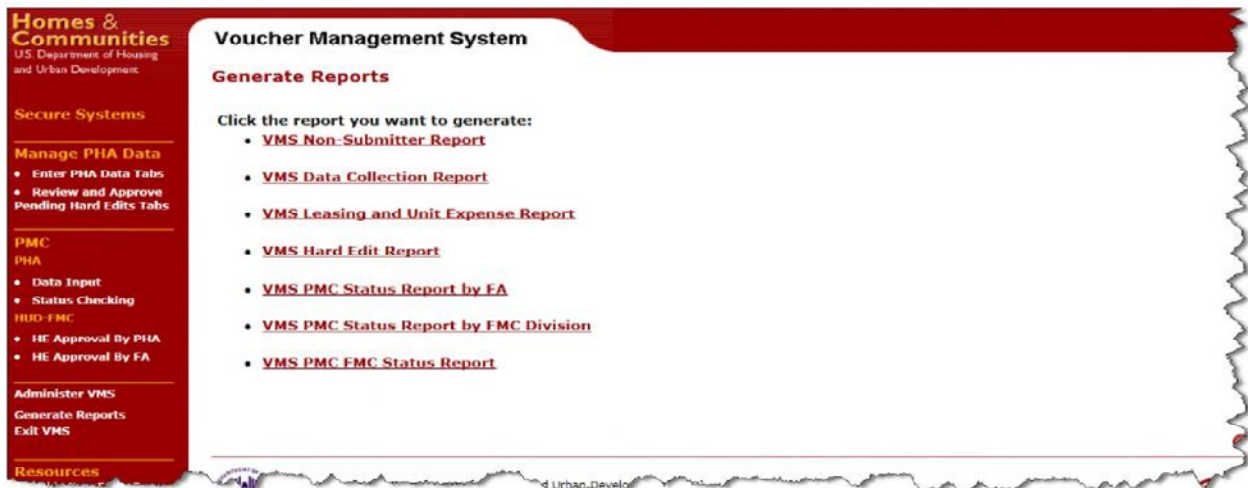 Homes &
Communities
U.S. Department of Housing
and Urban Development
Secure Systems
Manage PHA Data
• Enter PHA Data Tabs
• Review and Approve
Pending Hard Edits Tabs
PMC
PHA
• Data Input
• Status Checking
HUD-FMC
• HE Approval By PHA
• HE Approval By FA
Administer VMS
Generate Reports
Exit VMS
Resources
Voucher Management System
Generate Reports
Click the report you want to generate:
• VMS Non-Submitter Report
• VMS Data Collection Report
• VMS Leasing and Unit Expense Report
• VMS Hard Edit Report
• VMS PMC Status Report by FA
• VMS PMC Status Report by FMC Division
• VMS PMC FMC Status Report
d Urban Develo